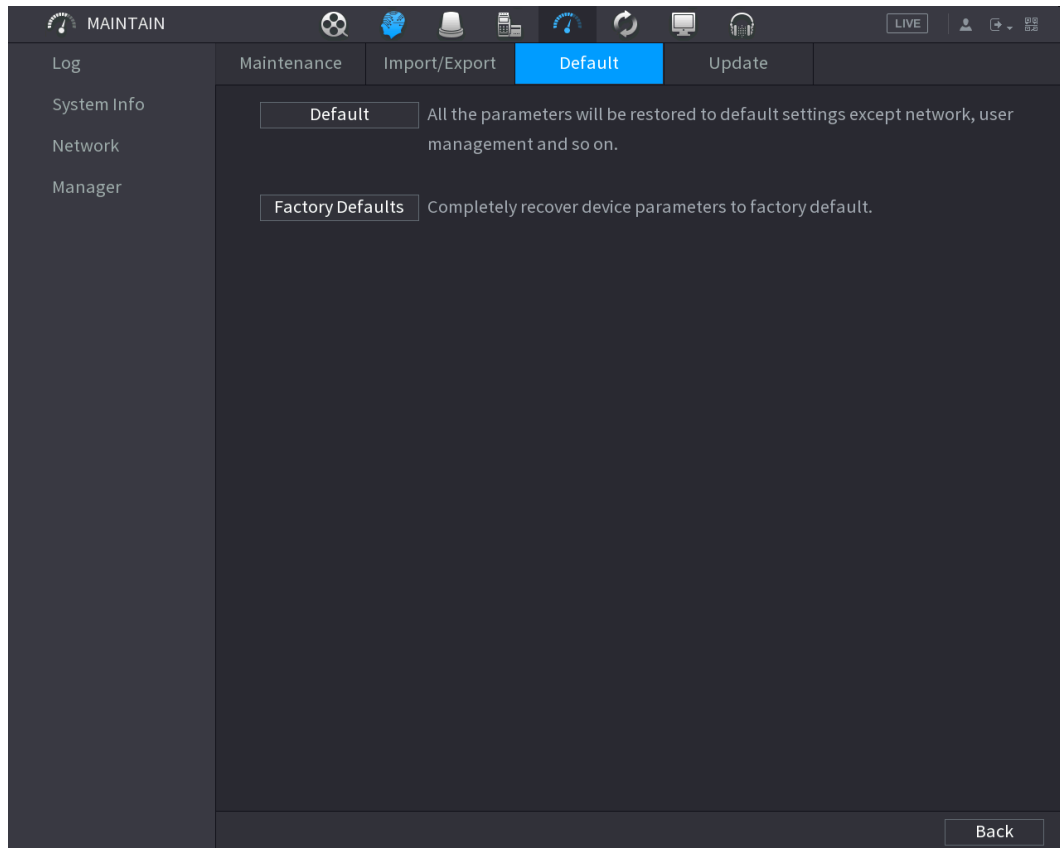 MAINTAIN
LIVE
Log
System Info
Network
Manager
Maintenance
Import/Export
Default
Update
Default
All the parameters will be restored to default settings except network, user
management and so on.
Factory Defaults
Completely recover device parameters to factory default.
Back